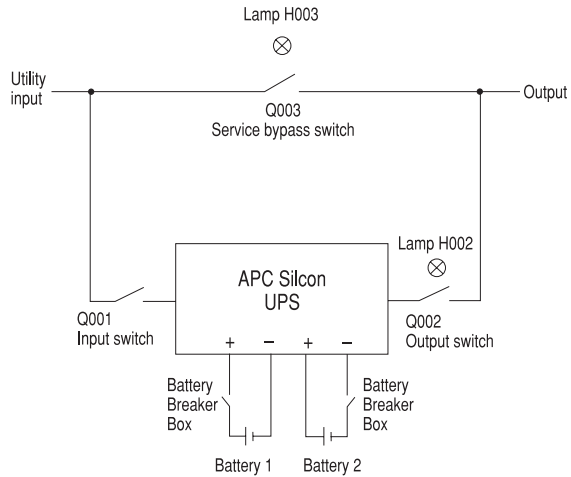 Lamp H003
Utility
input
Output
Q003
Service bypass switch
Lamp H002
APC Silcon
UPS
Q001
Input switch
Q002
Output switch
+ − + −
Battery
Breaker
Box
Battery
Breaker
Box
Battery 1
Battery 2